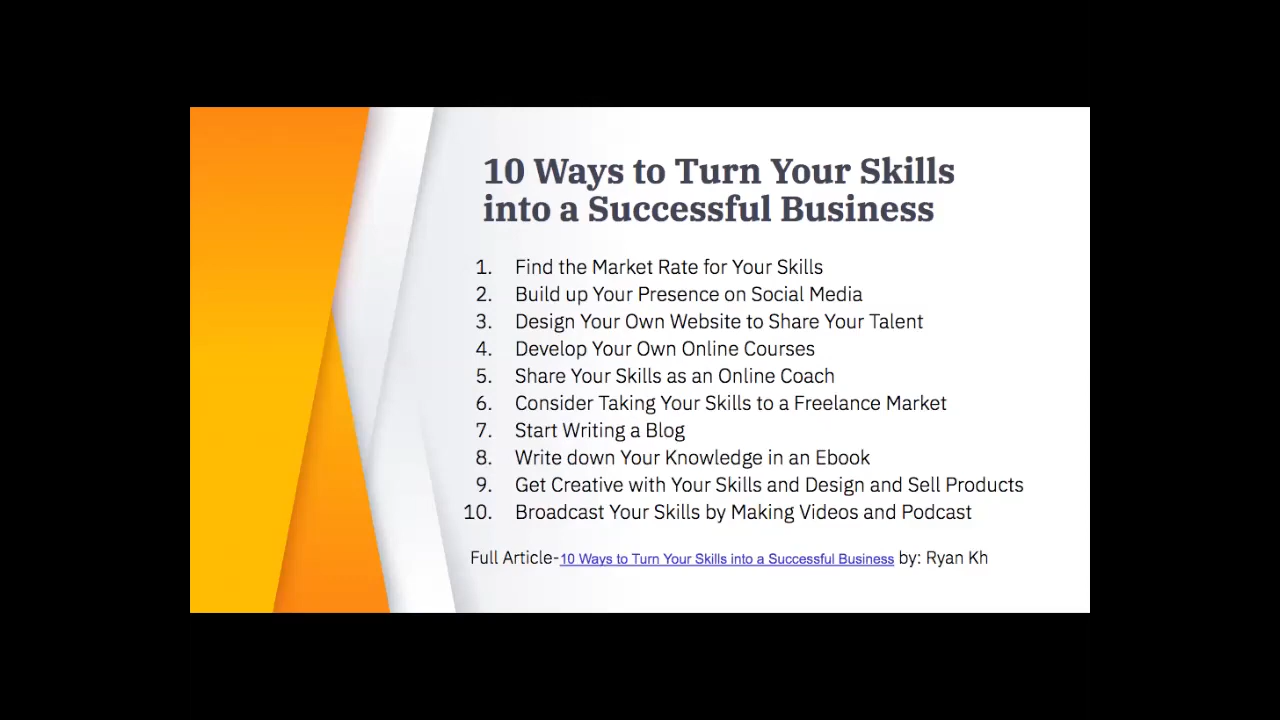 10 Ways to Turn Your Skills
into a Successful Business
1. Find the Market Rate for Your Skills
2. Build up Your Presence on Social Media
3. Design Your Own Website to Share Your Talent
4. Develop Your Own Online Courses
5. Share Your Skills as an Online Coach
6. Consider Taking Your Skills to a Freelance Market
7. Start Writing a Blog
8. Write down Your Knowledge in an Ebook
9. Get Creative with Your Skills and Design and Sell Products
10. Broadcast Your Skills by Making Videos and Podcast
Full Article-10 Ways to Turn Your Skills into a Successful Business by: Ryan Kh